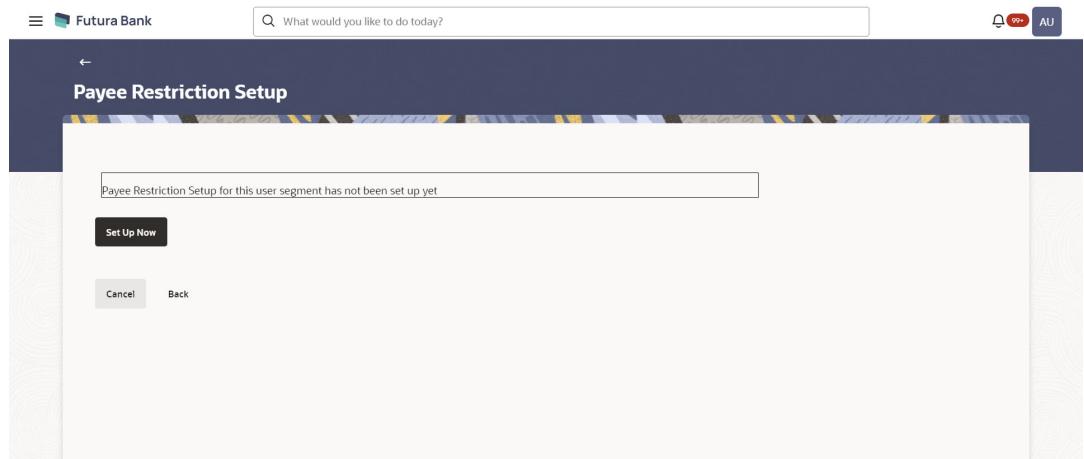 Futura Bank
What would you like to do today?
99+
AU
Payee Restriction Setup
Payee Restriction Setup for this user segment has not been set up yet
Set Up Now
Cancel Back